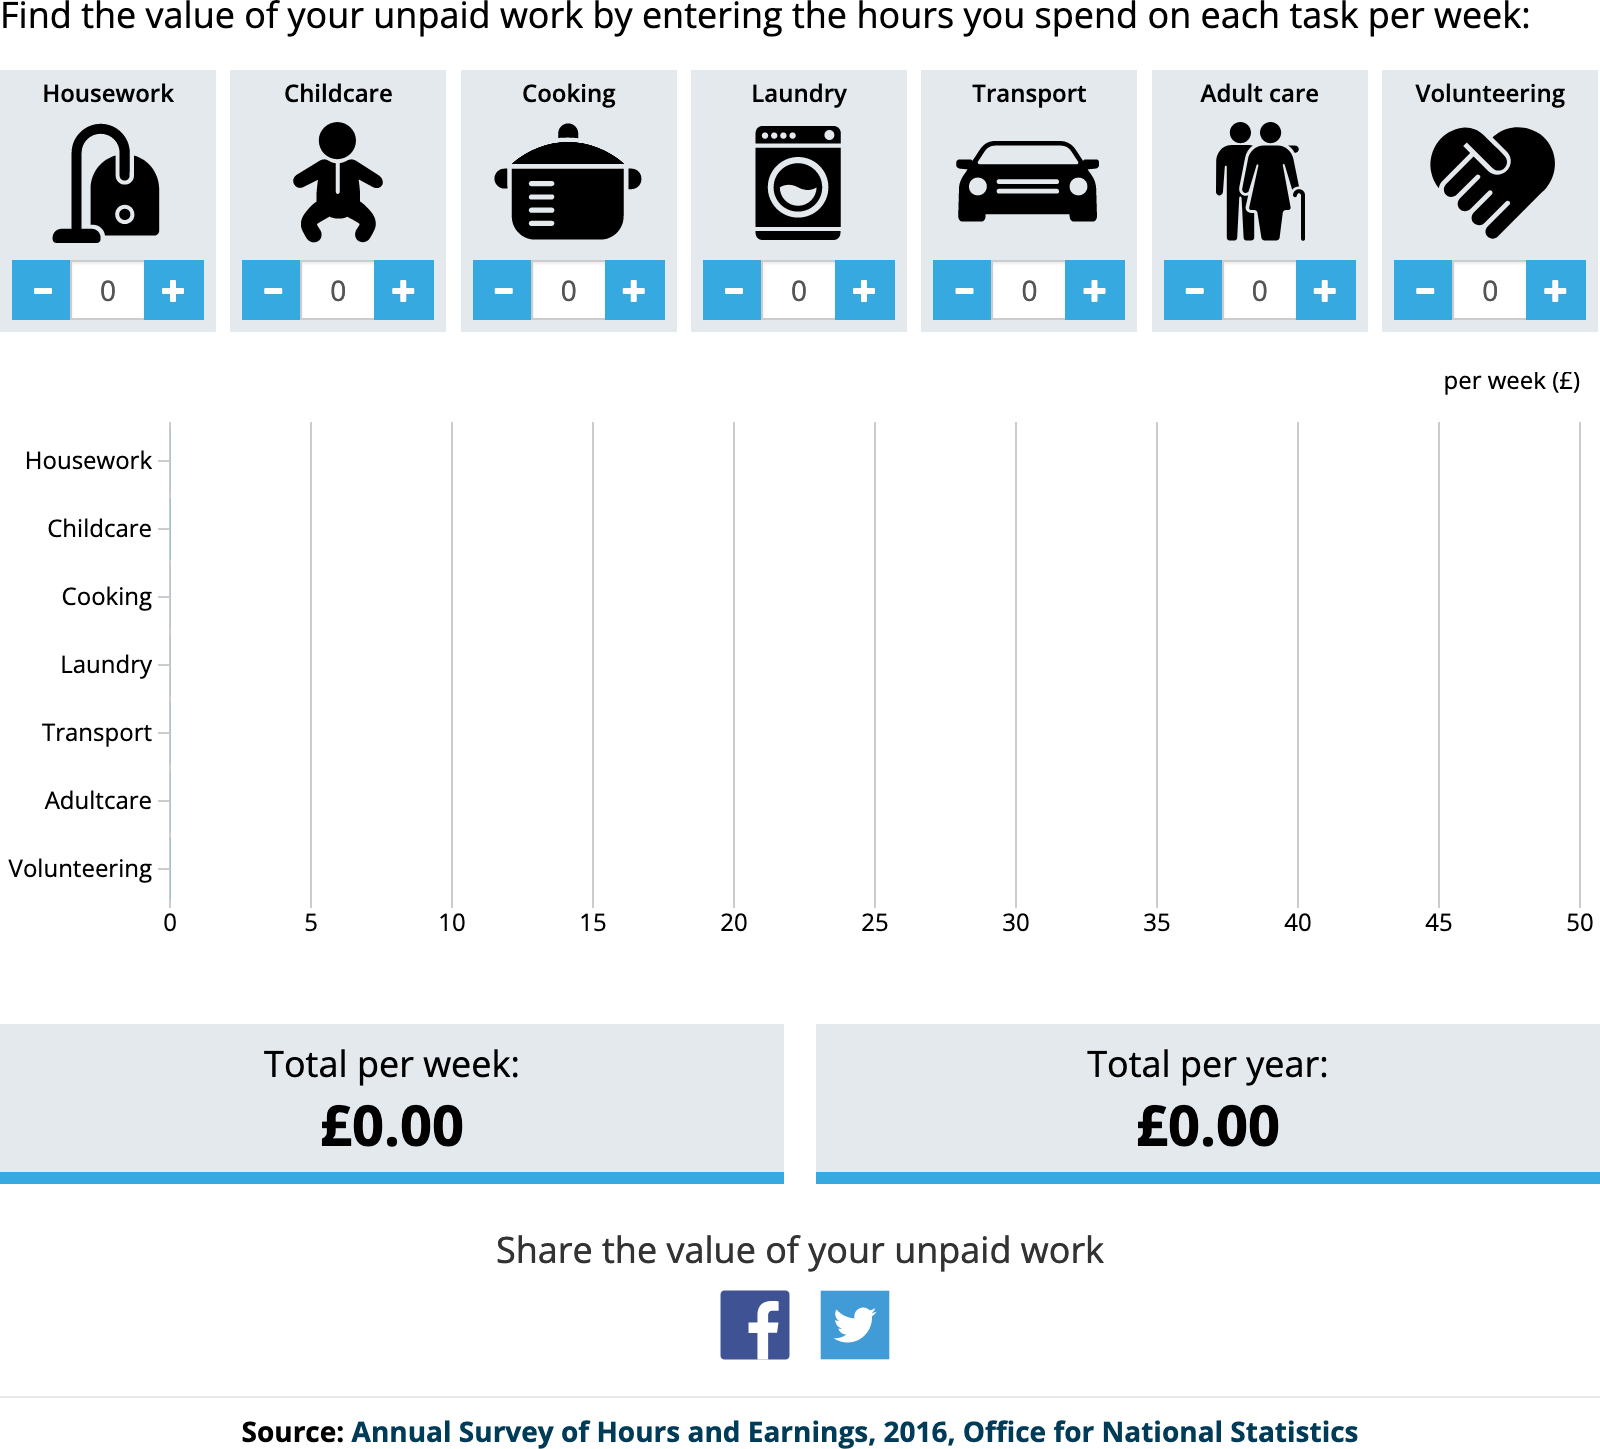 Find the value of your unpaid work by entering the hours you spend on each task per week:
Housework Childcare Cooking Laundry Transport Adult care Volunteering
0 0 0 0 0 0 0
per week (£)
Housework
Childcare
Cooking
Laundry
Transport
Adultcare
Volunteering
0 5 10 15 20 25 30 35 40 45 50
Total per week: Total per year:
£0.00 £0.00
Share the value of your unpaid work
Source: Annual Survey of Hours and Earnings, 2016, Office for National Statistics